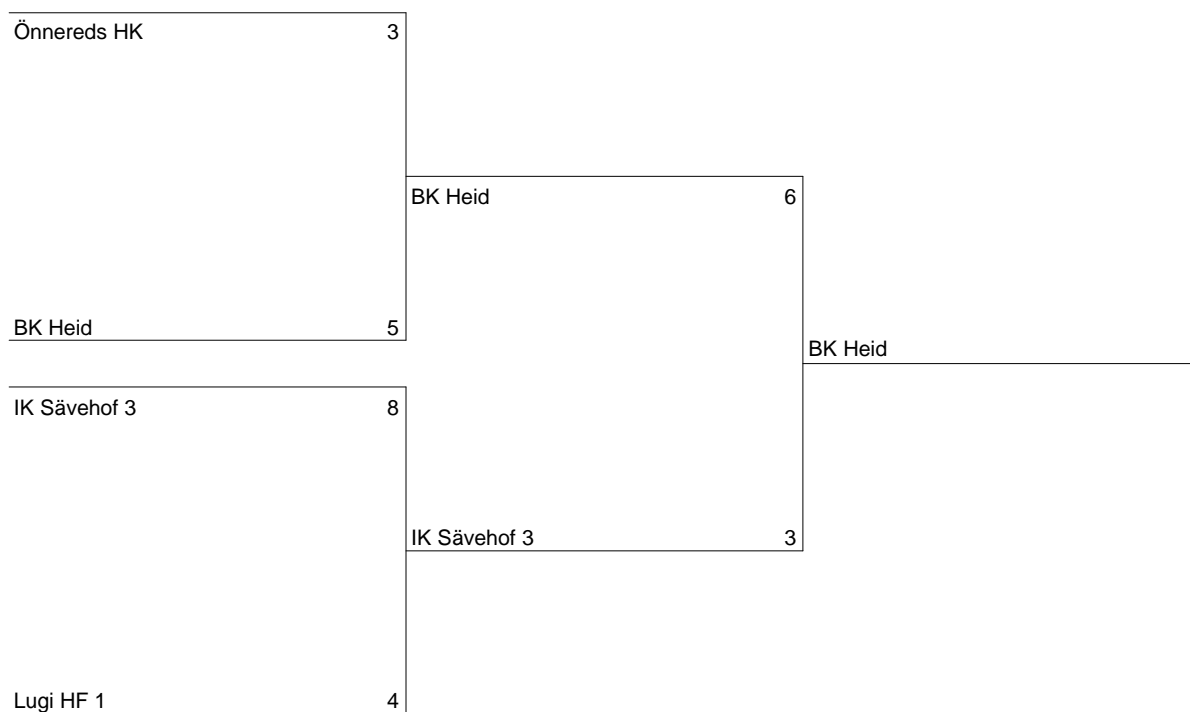 Önnereds HK 3
BK Heid 6
BK Heid 5
BK Heid
IK Sävehof 3 8
IK Sävehof 3 3
Lugi HF 1 4